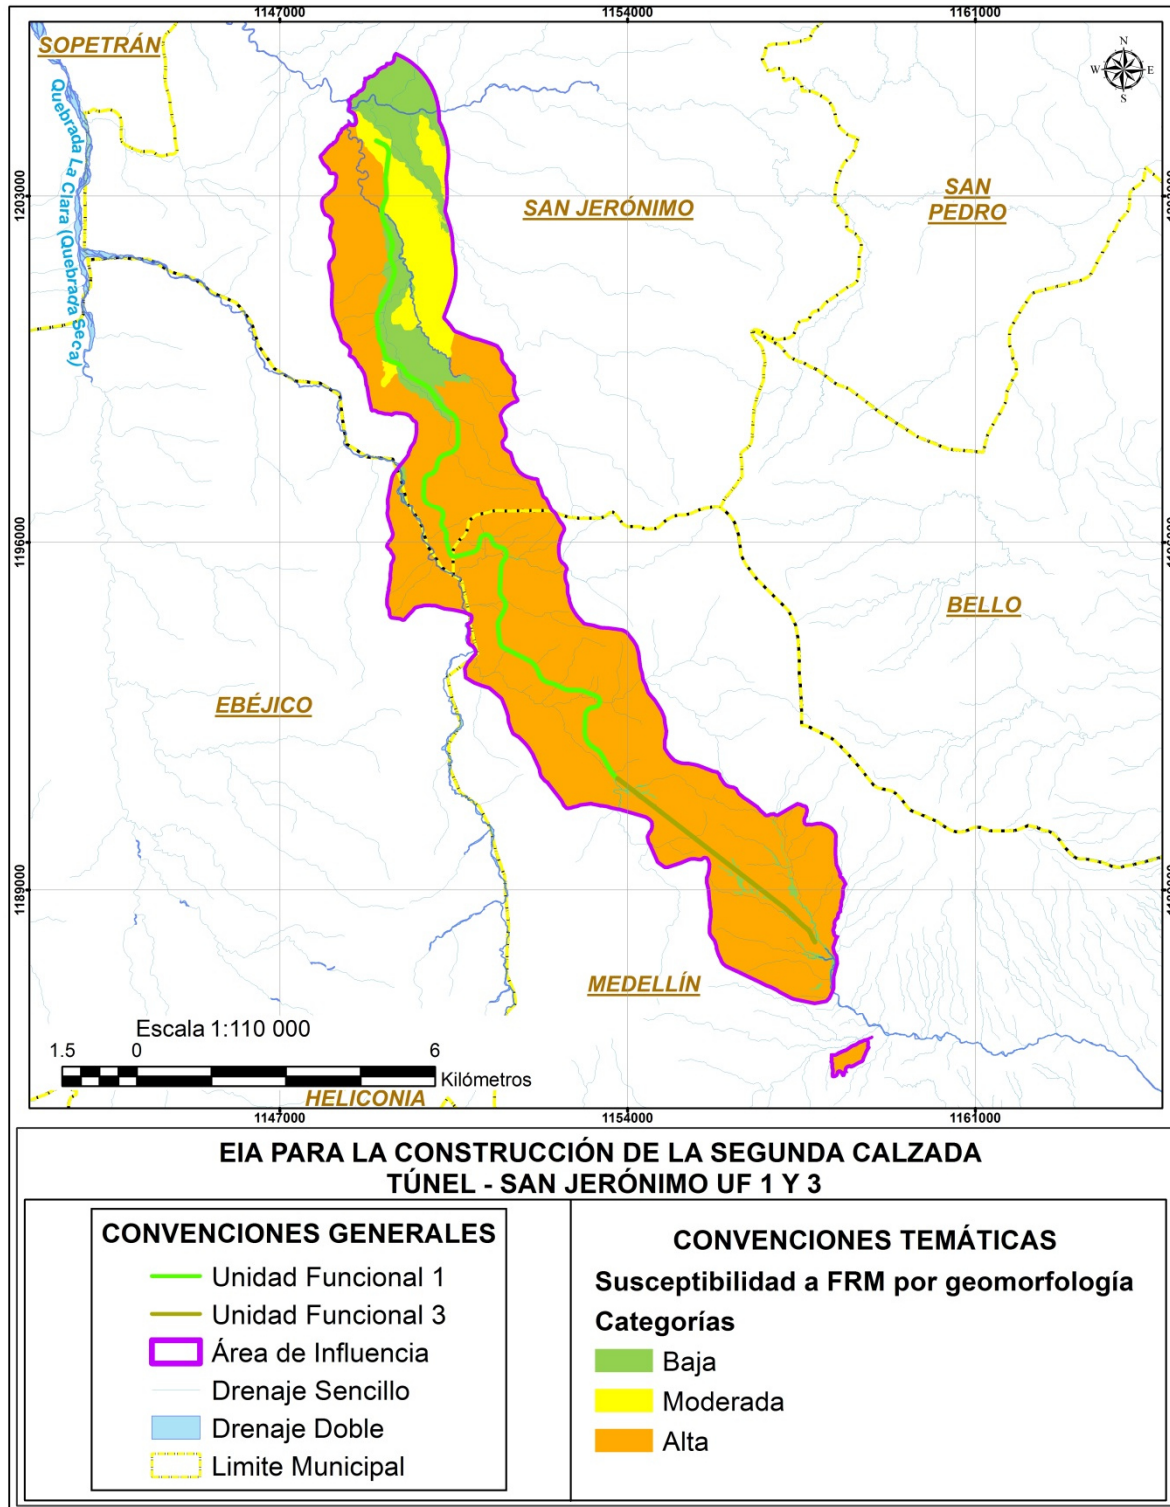 1147000 1154000 1161000
SOPETRÁN
N
W E
S
Quebrada La Clara (Quebrada Seca)
1203000
SAN JERÓNIMO
SAN
PEDRO
1196000
BELLO
EBÉJICO
1189000
MEDELLÍN
Escala 1:110 000
1.5 0 6
Kilómetros
HELICONIA
1147000 1154000 1161000
EIA PARA LA CONSTRUCCIÓN DE LA SEGUNDA CALZADA
TÚNEL - SAN JERÓNIMO UF 1 Y 3
CONVENCIONES GENERALES
Unidad Funcional 1
Unidad Funcional 3
Área de Influencia
Drenaje Sencillo
Drenaje Doble
Limite Municipal
CONVENCIONES TEMÁTICAS
Susceptibilidad a FRM por geomorfología
Categorías
Baja
Moderada
Alta